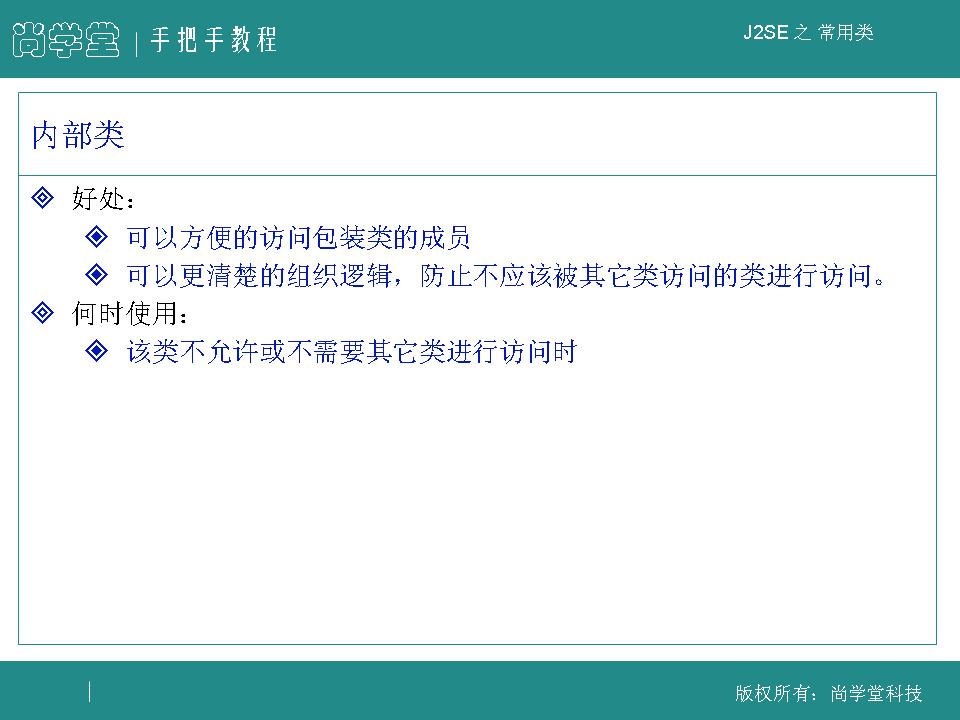 尚学堂 | 手把手教程
J2SE 之 常用类
内部类
好处：
可以方便的访问包装类的成员
可以更清楚的组织逻辑，防止不应该被其它类访问的类进行访问。
何时使用：
该类不允许或不需要其它类进行访问时
版权所有：尚学堂科技